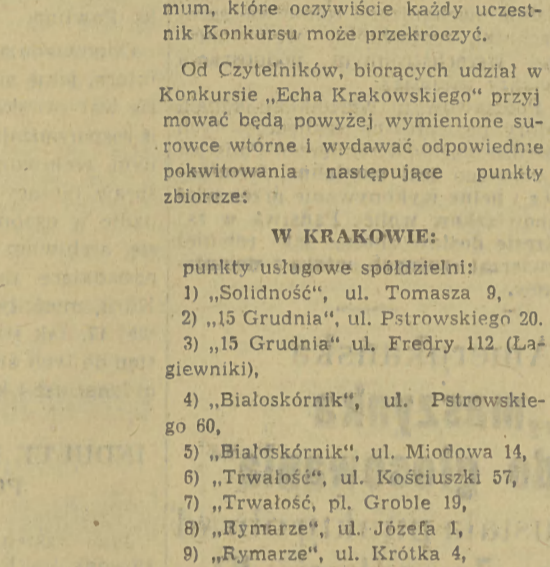 mum, które oczywiście każdy uczest-
nik Konkursu może przekroczyć.
Od Czytelników, biorących udział w
Konkursie „Echa Krakowskiego“ przyj
mować będą powyżej wymienione su-
rowce wtórne i wydawać odpowiednie
pokwitowania następujące punkty
zbiorcze:
W KRAKOWIE:
punkty usługowe spółdzielni:
1) „Solidność“, ul. Tomasza 9,
2) „15 Grudnia“, ul. Pstrowskiego 20.
3) „15 Grudnia“ ul. Fredry 112 (Ła-
giewniki),
4) „Białoskórnik“, ul. Pstrowskie-
go 60,
5) „Białoskórnik“, ul. Miodowa 14,
6) „Trwałość“, ul. Kościuszki 57,
7) „Trwałość, pl. Groble 19,
8) „Rymarze“, ul. Józefa 1,
9) „Rymarze“, ul. Krótka 4,